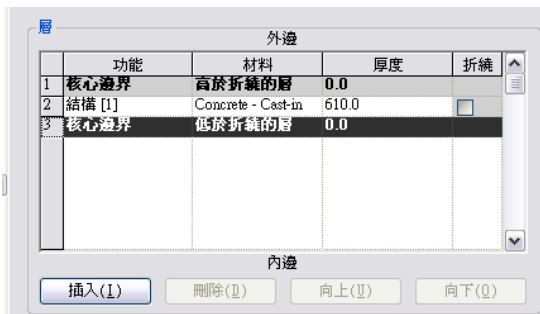 層
外邊
功能 材料 厚度 折繞
1 核心邊界 高於折繞的層 0.0
2 結構 [1] Concrete - Cast-in 610.0
3 核心邊界 低於折繞的層 0.0
內邊
插入(I) 刪除(D) 向上(U) 向下(O)